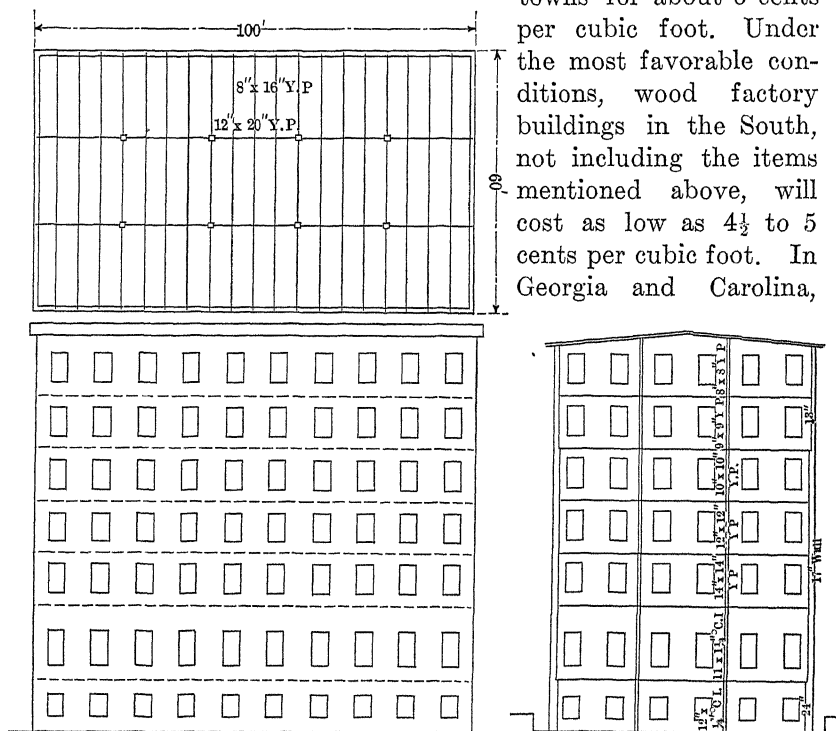 towns for about 6 cents
per cubic foot. Under
the most favorable con-
ditions, wood factory
buildings in the South,
not including the items
mentioned above, will
cost as low as 4½ to 5
cents per cubic foot. In
Georgia and Carolina,
100'
8"x 16"Y.P
12"x 20"Y.P.
60'
8"x 8"Y P
9"x 9"Y P.
10"x 10"
Y.P.
12"x 12"
Y P
14"x 14"
Y P
C.I
C I.
12"x
13"
17" Wall
24"